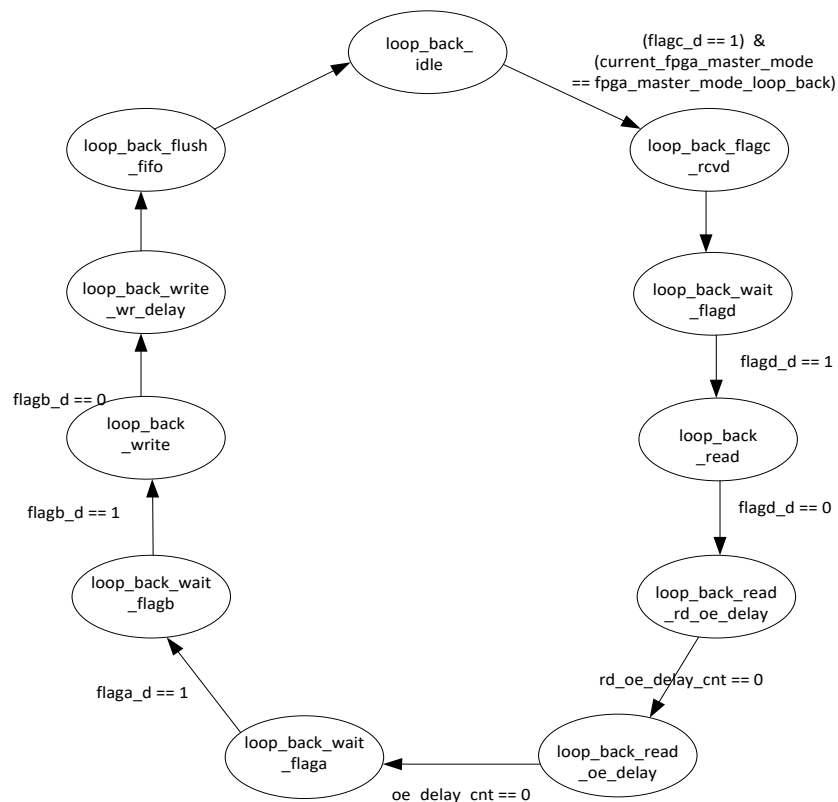 loop_back_
idle
(flagc_d == 1)  &
(current_fpga_master_mode
== fpga_master_mode_loop_back)
loop_back_flagc
_rcvd
loop_back_wait
_flagd
flagd_d == 1
loop_back
_read
flagd_d == 0
loop_back_read
_rd_oe_delay
rd_oe_delay_cnt == 0
loop_back_read
_oe_delay
oe_delay_cnt == 0
loop_back_wait
_flaga
flaga_d == 1
loop_back_wait
_flagb
flagb_d == 1
loop_back
_write
flagb_d == 0
loop_back_write
_wr_delay
loop_back_flush
_fifo